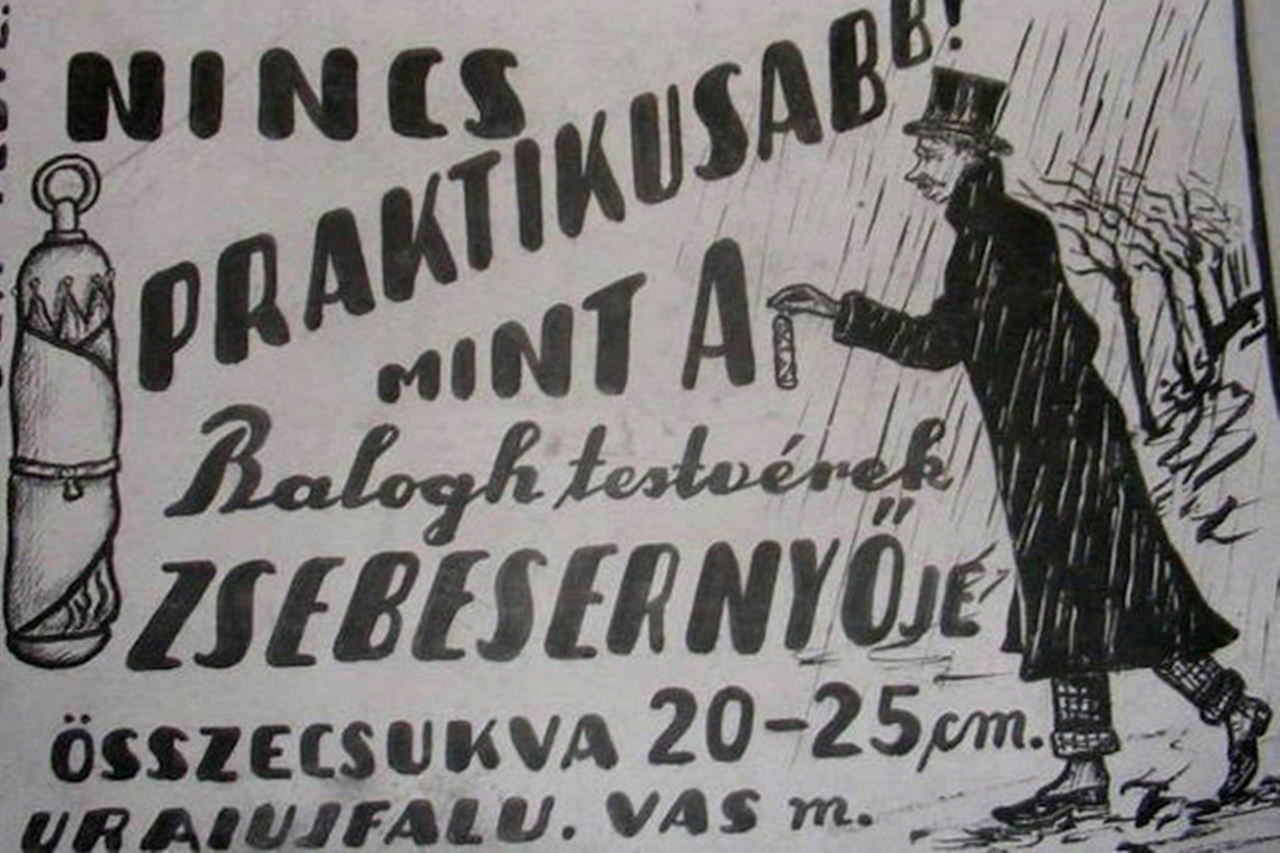 NINCS
PRAKTIKUSABB!
MINT A
Balogh testvérek
ZSEBESERNYŐJE
ÖSSZECSUKVA 20-25 cm.
URAIUJFALU. VAS m.